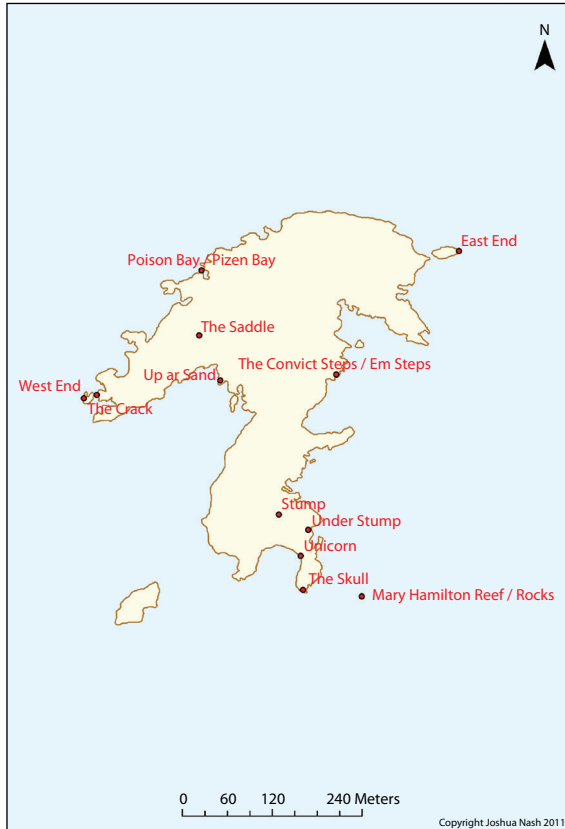 N
East End
Poison Bay / Pizen Bay
The Saddle
The Convict Steps / Em Steps
Up ar Sand
West End
The Crack
Stump
Under Stump
Unicorn
The Skull
Mary Hamilton Reef / Rocks
0 60 120 240 Meters
Copyright Joshua Nash 2011